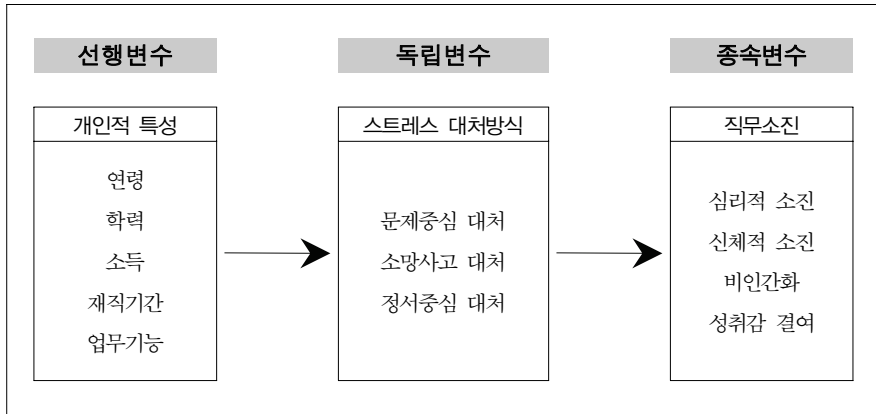 선행변수
독립변수
종속변수
개인적 특성
연령
학력
소득
재직기간
업무기능
스트레스 대처방식
문제중심 대처
소망사고 대처
정서중심 대처
직무소진
심리적 소진
신체적 소진
비인간화
성취감 결여